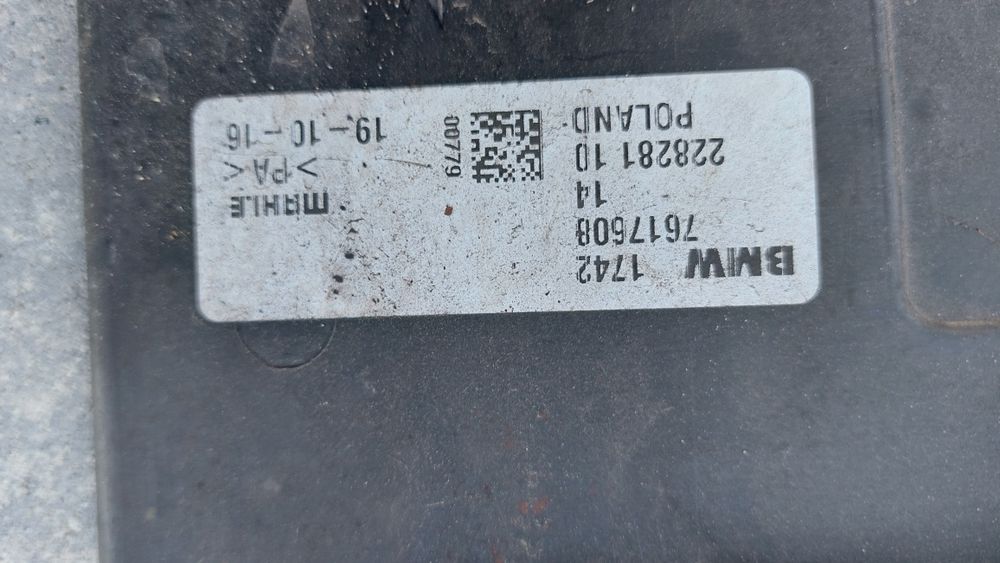 BMW 1742
7617608
14
228281 10
POLAND
00779
MAHLE
>PA<
19.-10-16